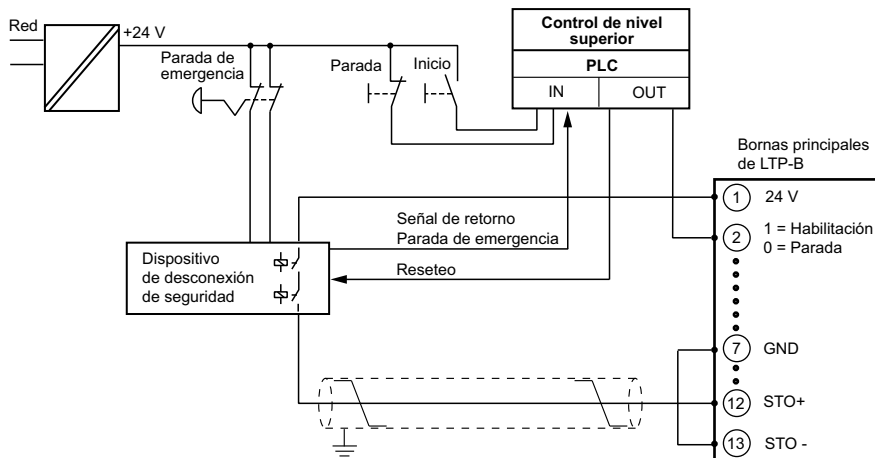 Red
+24 V
Parada de
emergencia
Parada
Inicio
Control de nivel
superior
PLC
IN
OUT
Bornas principales
de LTP-B
1
24 V
2
1 = Habilitación
0 = Parada
Señal de retorno
Parada de emergencia
Reseteo
Dispositivo
de desconexión
de seguridad
7
GND
12
STO+
13
STO -